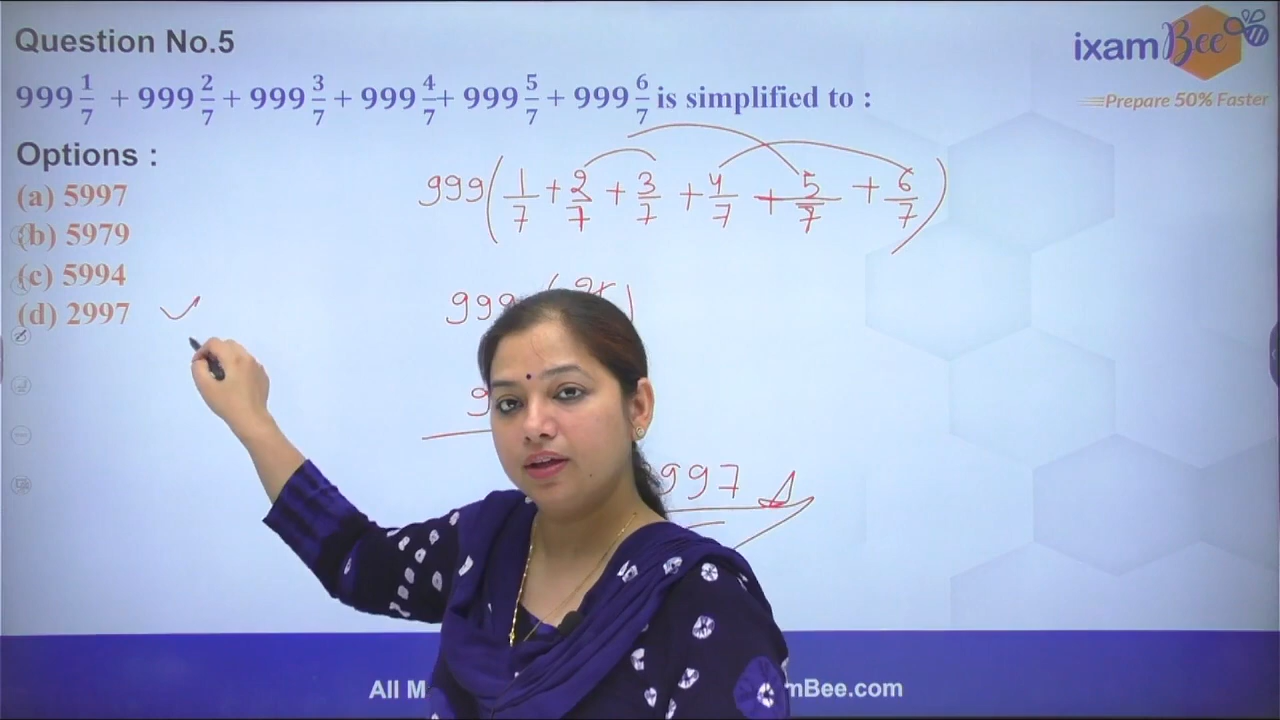 Question No.5
ixamBee
Prepare 50% Faster
999 1/7 + 999 2/7 + 999 3/7 + 999 4/7 + 999 5/7 + 999 6/7 is simplified to :
Options :
(a) 5997
(b) 5979
(c) 5994
(d) 2997
999(1/7 + 2/7 + 3/7 + 4/7 + 5/7 + 6/7)
999
997
All
mBee.com